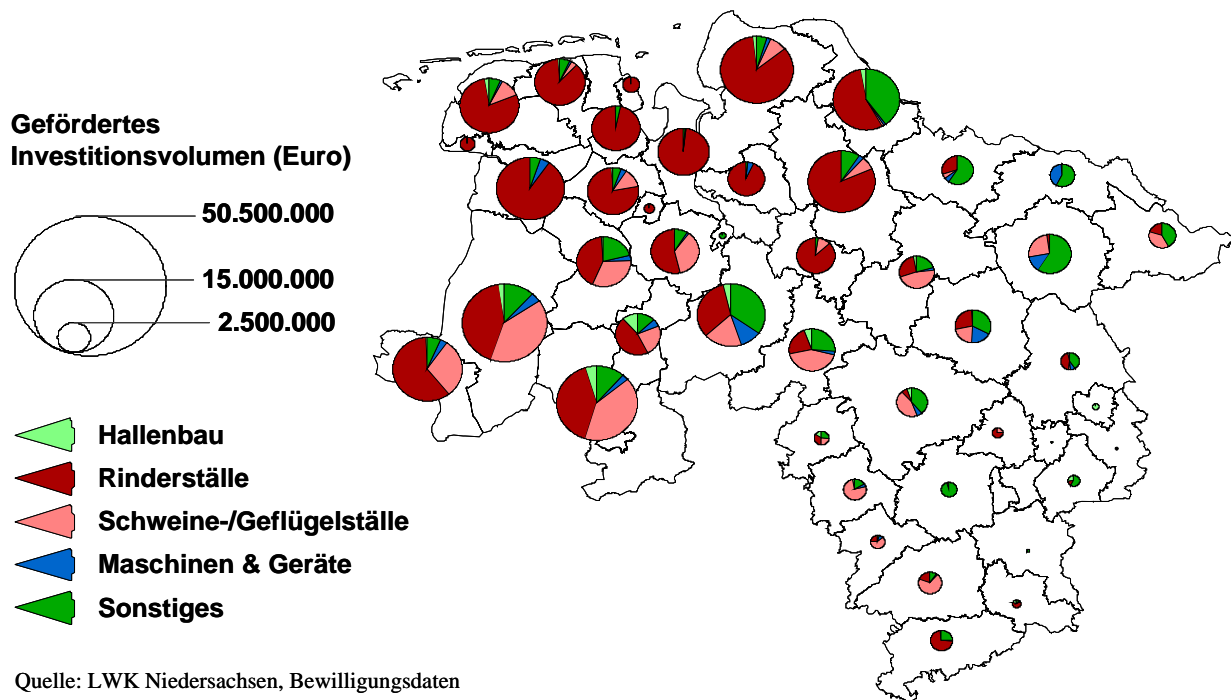 Gefördertes
Investitionsvolumen (Euro)
50.500.000
15.000.000
2.500.000
Hallenbau
Rinderställe
Schweine-/Geflügelställe
Maschinen & Geräte
Sonstiges
Quelle: LWK Niedersachsen, Bewilligungsdaten